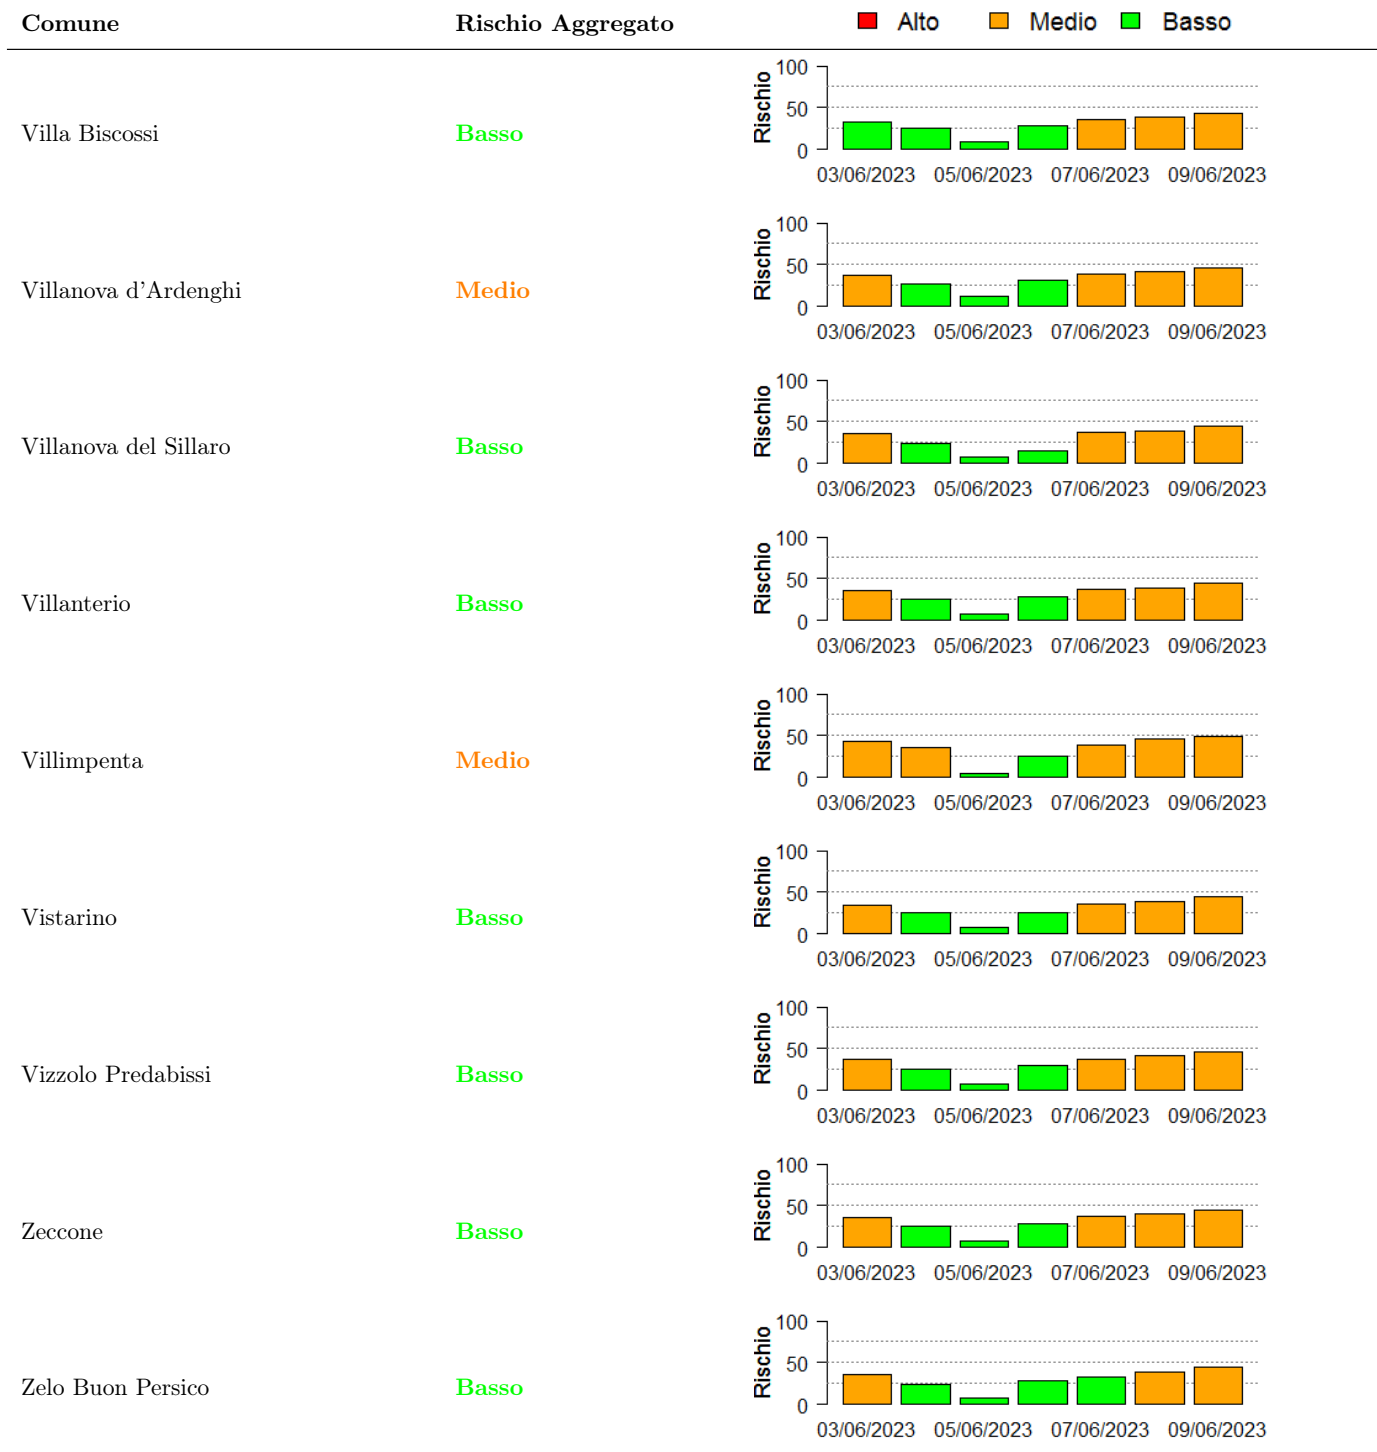 Comune Rischio Aggregato Alto Medio Basso
Villa Biscossi Basso Rischio 100 50 0
03/06/2023 05/06/2023 07/06/2023 09/06/2023
Villanova d'Ardenghi Medio Rischio 100 50 0
03/06/2023 05/06/2023 07/06/2023 09/06/2023
Villanova del Sillaro Basso Rischio 100 50 0
03/06/2023 05/06/2023 07/06/2023 09/06/2023
Villanterio Basso Rischio 100 50 0
03/06/2023 05/06/2023 07/06/2023 09/06/2023
Villimpenta Medio Rischio 100 50 0
03/06/2023 05/06/2023 07/06/2023 09/06/2023
Vistarino Basso Rischio 100 50 0
03/06/2023 05/06/2023 07/06/2023 09/06/2023
Vizzolo Predabissi Basso Rischio 100 50 0
03/06/2023 05/06/2023 07/06/2023 09/06/2023
Zeccone Basso Rischio 100 50 0
03/06/2023 05/06/2023 07/06/2023 09/06/2023
Zelo Buon Persico Basso Rischio 100 50 0
03/06/2023 05/06/2023 07/06/2023 09/06/2023